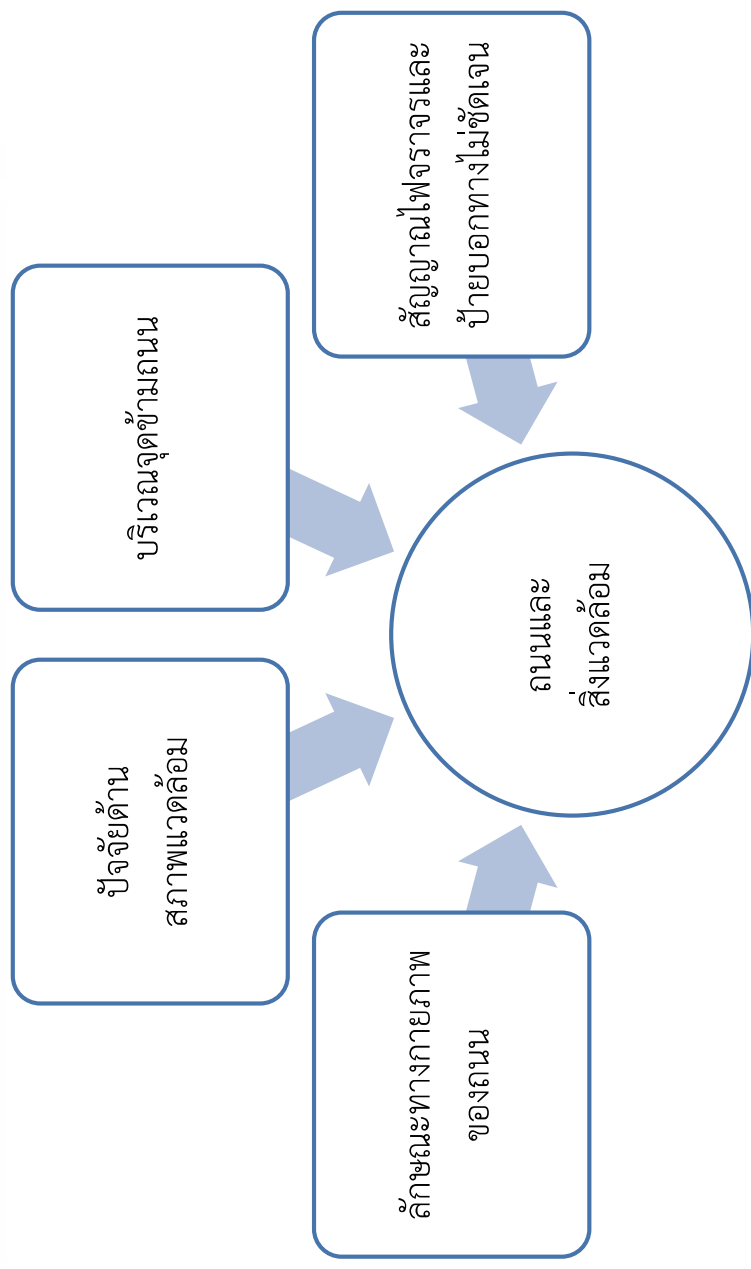 ปัจจัยด้าน
สภาพแวดล้อม
บริเวณจุดข้ามถนน
ลักษณะทางกายภาพ
ของถนน
สัญญาณไฟจราจรและ
ป้ายบอกทางไม่ชัดเจน
ถนนและ
สิ่งแวดล้อม